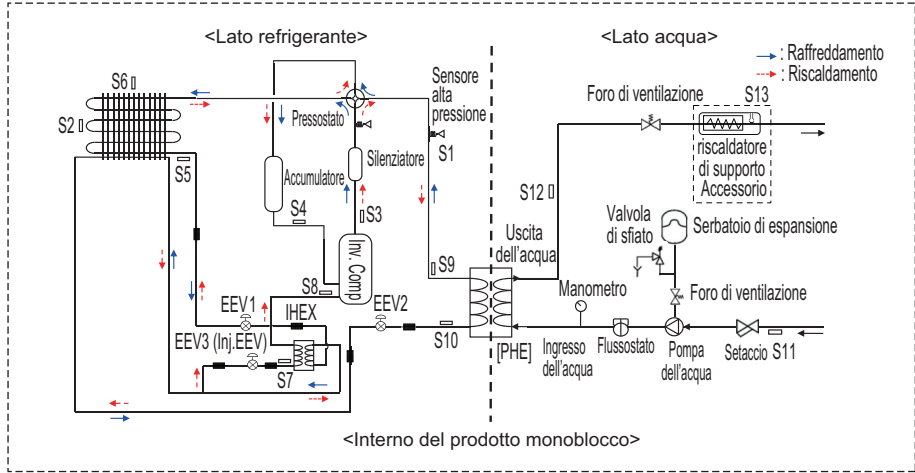 <Lato refrigerante>
<Lato acqua>
: Raffreddamento
: Riscaldamento
S6
S2
S5
Pressostato
Sensore
alta
pressione
S1
Silenziatore
Accumulatore
S4
S3
Inv. Comp
S8
S9
EEV1
IHEX
EEV2
EEV3 (Inj.EEV)
S7
S10
[PHE]
Foro di ventilazione
S13
riscaldatore
di supporto
Accessorio
S12
Uscita
dell'acqua
Valvola
di sfiato
Serbatoio di espansione
Foro di ventilazione
Manometro
Ingresso
dell'acqua
Flussostato
Pompa
dell'acqua
Setaccio
S11
<Interno del prodotto monoblocco>